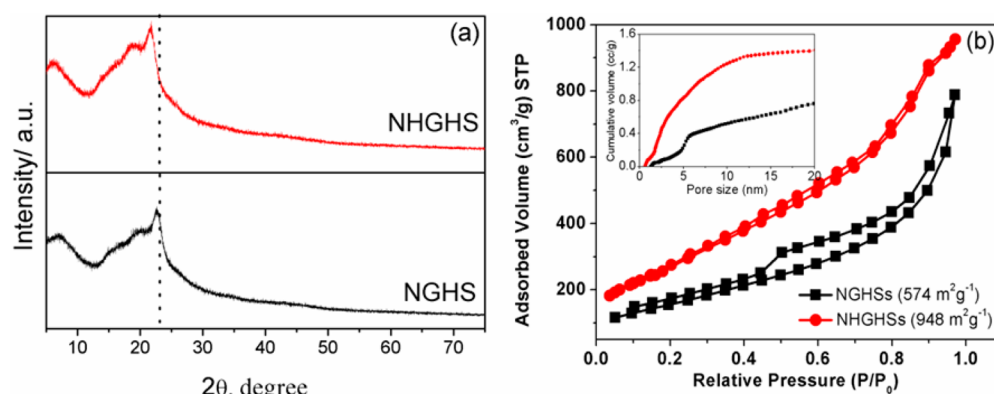 (a)
NHGHS
NGHS
Intensity/ a.u.
10 20 30 40 50 60 70
2θ, degree
(b)
1000
800
600
400
200
Adsorbed Volume (cm³/g) STP
1.6
1.2
0.8
0.4
0.0
Cumulative volume (cc/g)
0 5 10 15 20
Pore size (nm)
NGHSs (574 m²g⁻¹)
NHGHSs (948 m²g⁻¹)
0.0 0.2 0.4 0.6 0.8 1.0
Relative Pressure (P/P₀)